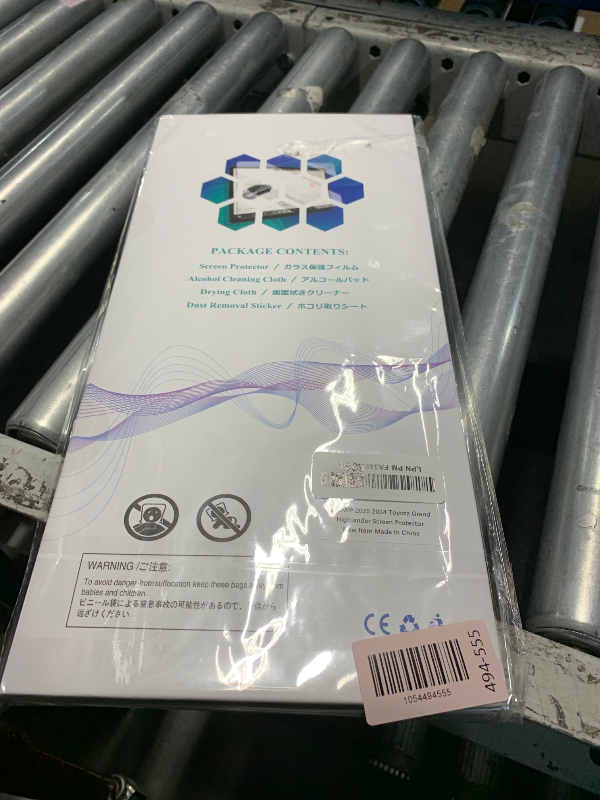 PACKAGE CONTENTS:
Screen Protector / ガラス保護フィルム
Alcohol Cleaning Cloth / アルコールパッド
Drying Cloth / 画面拭きクリーナー
Dust Removal Sticker / ホコリ取りシート
LPN PM
2025 2024 Toyota Grand
Highlander Screen Protector
Item Made In China
WARNING /ご注意:
To avoid danger from suffocation keep these bags away from
babies and children.
ビニール袋による窒息事故の可能性があるので、
遠ざけください
CE
1054494555
494-555